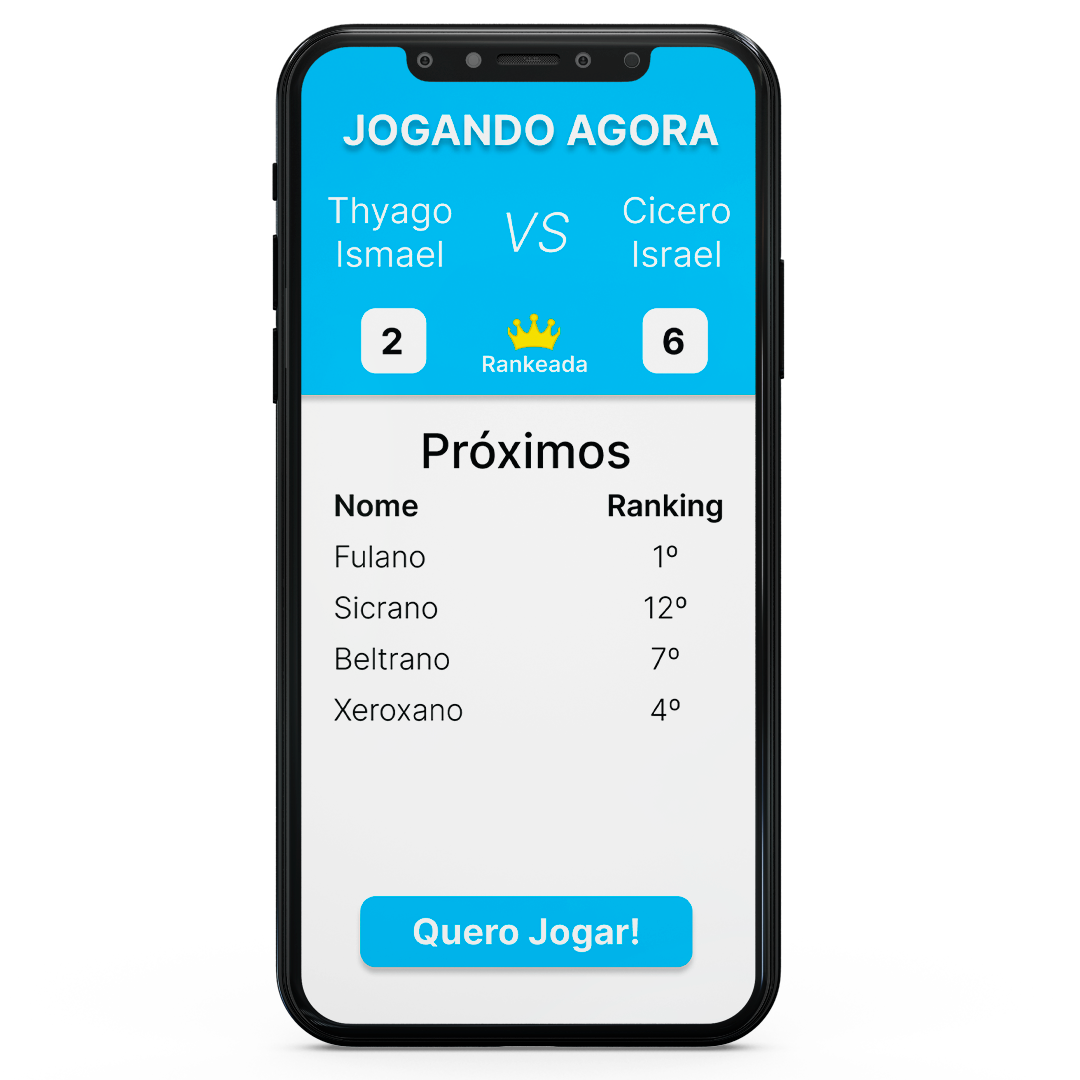 JOGANDO AGORA
Thyago Ismael
VS
Cicero Israel
2
6
Rankeada
Próximos
Nome Ranking
Fulano 1º
Sicrano 12º
Beltrano 7º
Xeroxano 4º
Quero Jogar!